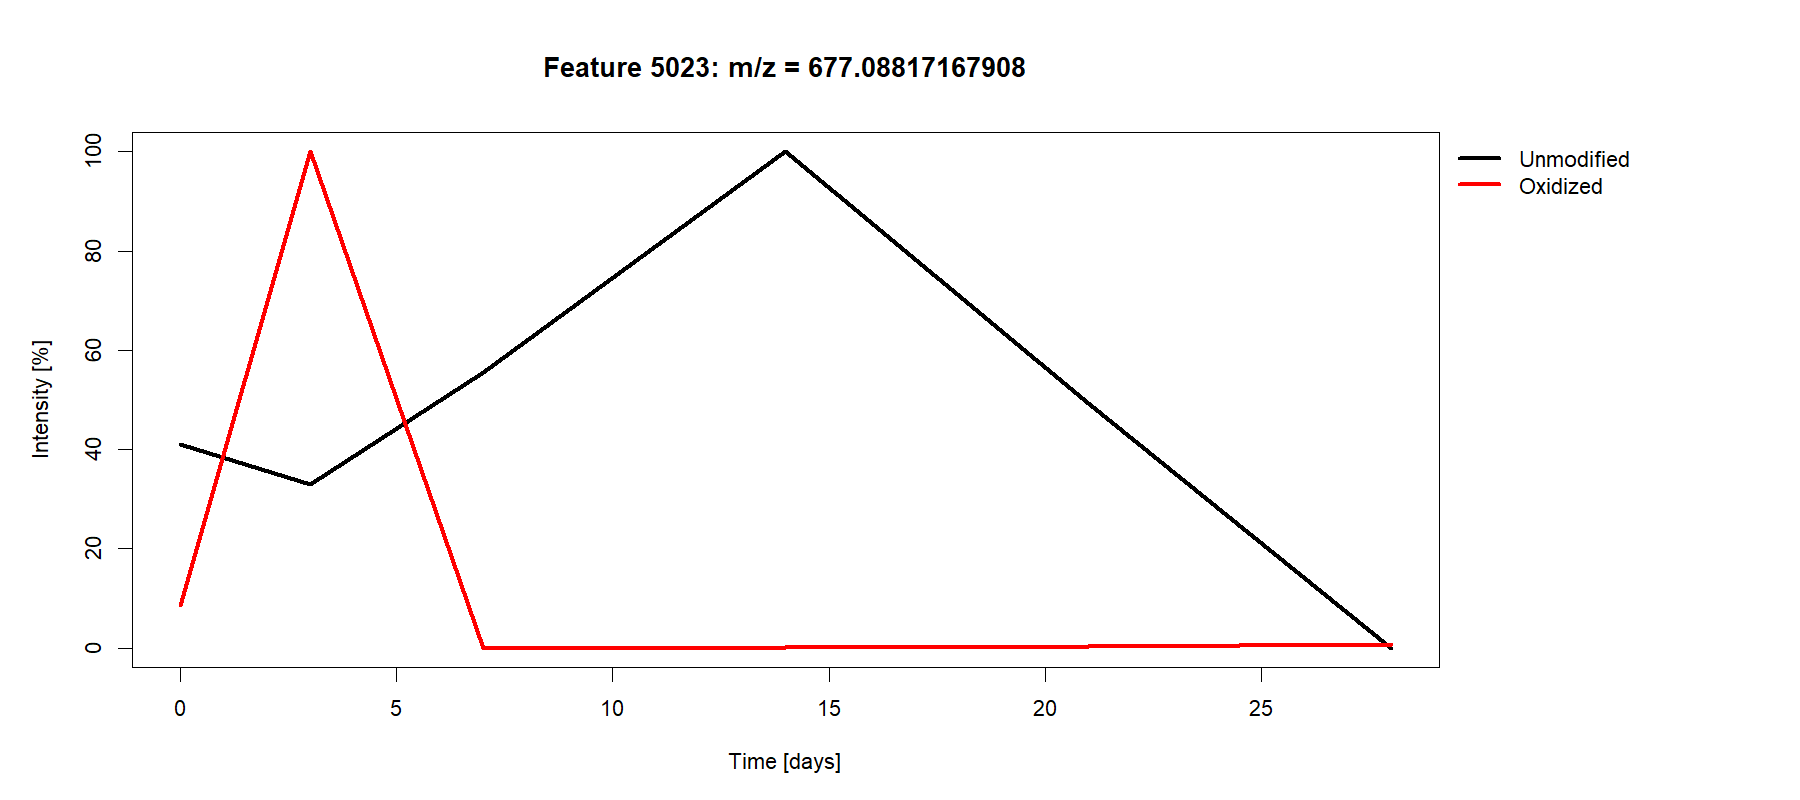 Feature 5023: m/z = 677.08817167908
Unmodified
Oxidized
Intensity [%]
100
80
60
40
20
0
0 5 10 15 20 25
Time [days]